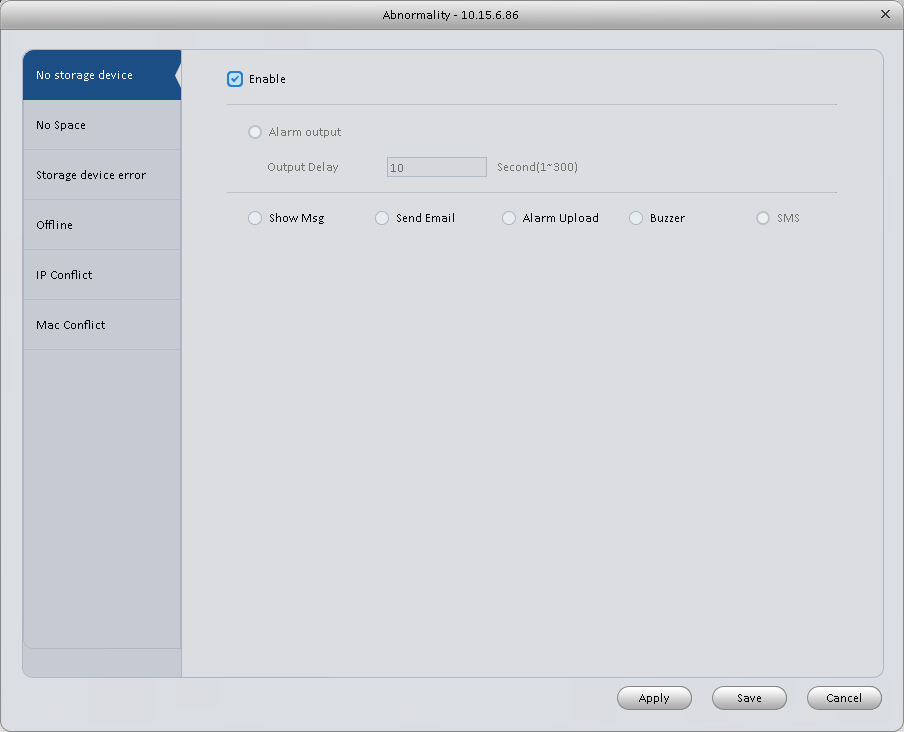 Abnormality - 10.15.6.86
No storage device
No Space
Storage device error
Offline
IP Conflict
Mac Conflict
Enable
Alarm output
Output Delay 10 Second(1~300)
Show Msg Send Email Alarm Upload Buzzer SMS
Apply Save Cancel